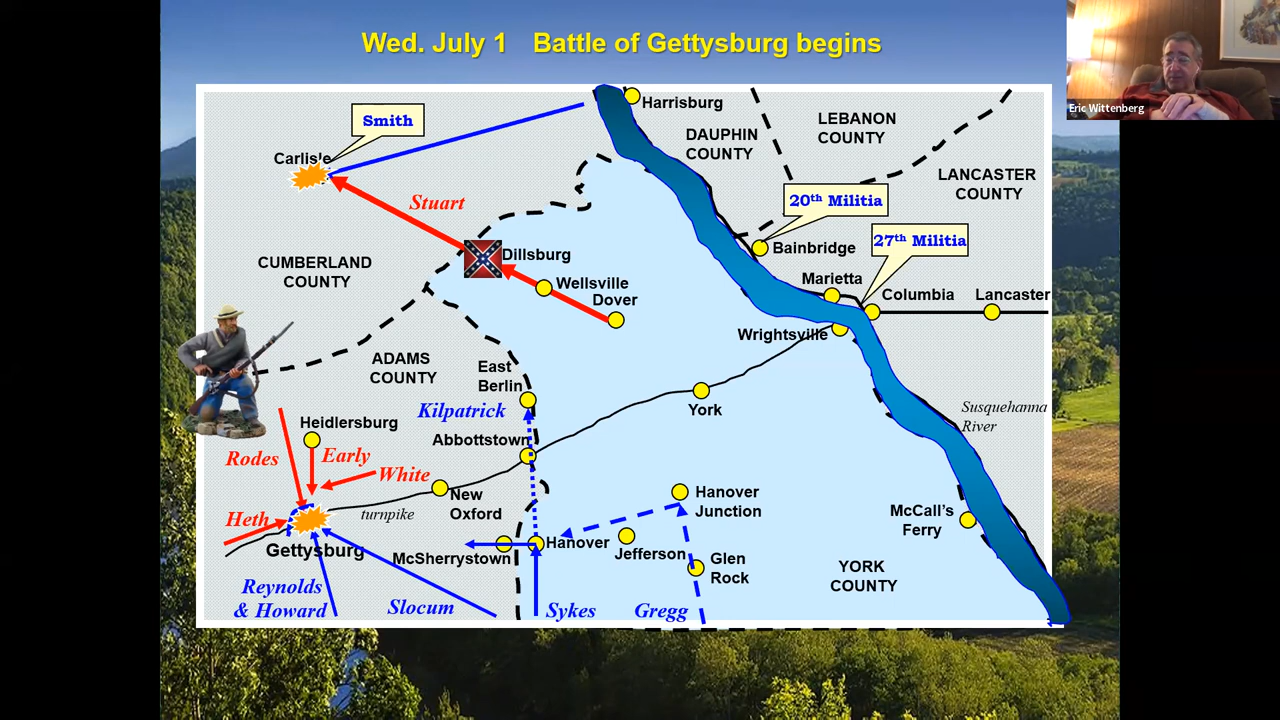 Wed. July 1 Battle of Gettysburg begins
Eric Wittenberg
Harrisburg
Smith
DAUPHIN
COUNTY
LEBANON
COUNTY
Carlisle
LANCASTER
COUNTY
Stuart
20th Militia
27th Militia
Bainbridge
Dillsburg
CUMBERLAND
COUNTY
Wellsville
Dover
Marietta
Columbia
Lancaster
Wrightsville
ADAMS
COUNTY
East
Berlin
Kilpatrick
York
Susquehanna
River
Heidlersburg
Abbottstown
Rodes
Early
White
New
Oxford
turnpike
Hanover
Junction
McCall's
Ferry
Heth
Gettysburg
McSherrystown
Hanover
Jefferson
Glen
Rock
YORK
COUNTY
Reynolds
& Howard
Slocum
Sykes
Gregg